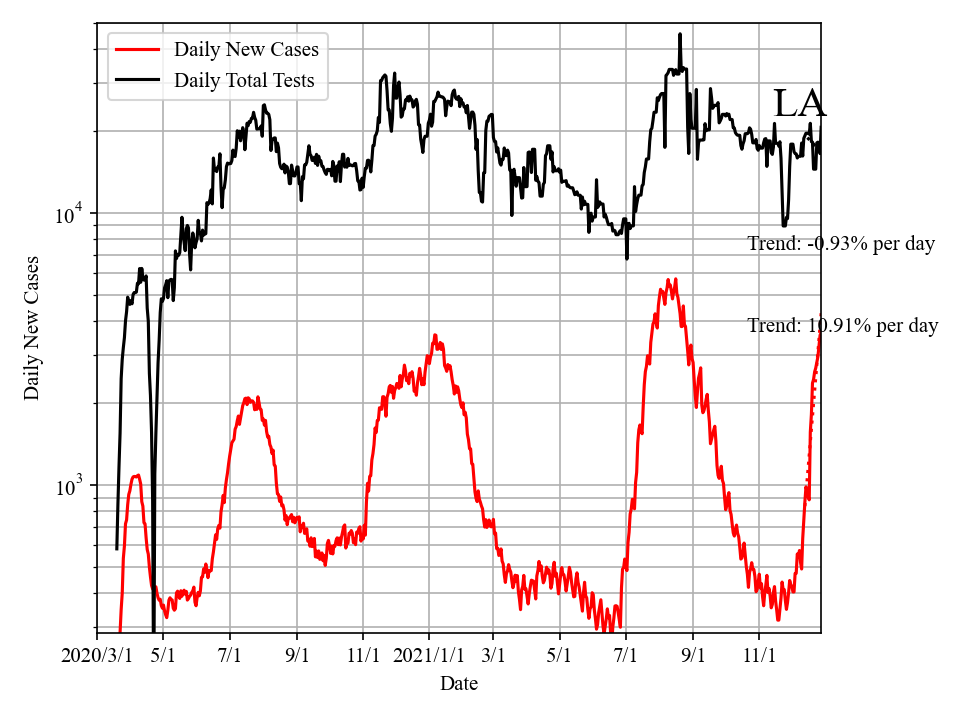 Daily New Cases
Daily Total Tests
LA
10^4
Trend: -0.93% per day
Daily New Cases
Trend: 10.91% per day
10^3
2020/3/1 5/1 7/1 9/1 11/1 2021/1/1 3/1 5/1 7/1 9/1 11/1
Date